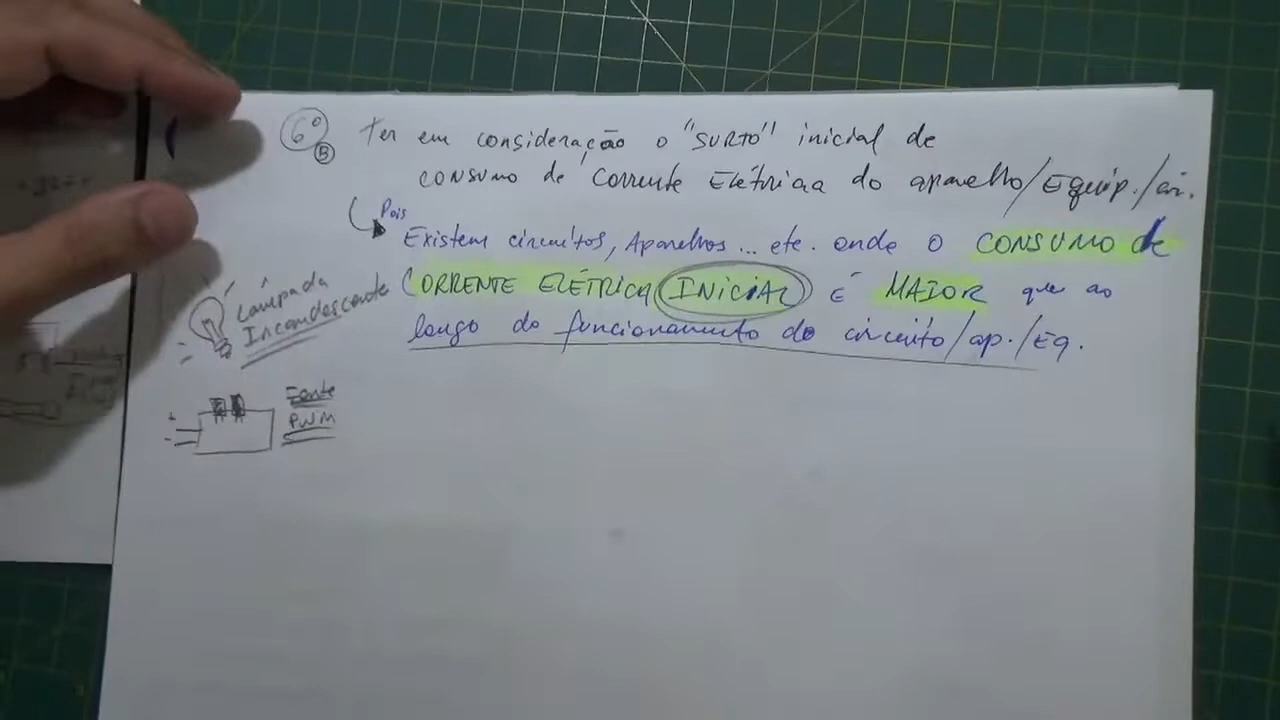 6º B Ter em consideração o "SURTO" inicial de
CONSUMO de Corrente Elétrica do aparelho/Equip./cir.
Pois
Existem circuitos, Aparelhos... etc. onde o CONSUMO de
CORRENTE ELÉTRICA INICIAL É MAIOR que ao
longo do funcionamento do circuito/ap./Eq.
Lâmpada
Incandescente
Fonte
PWM
+
-